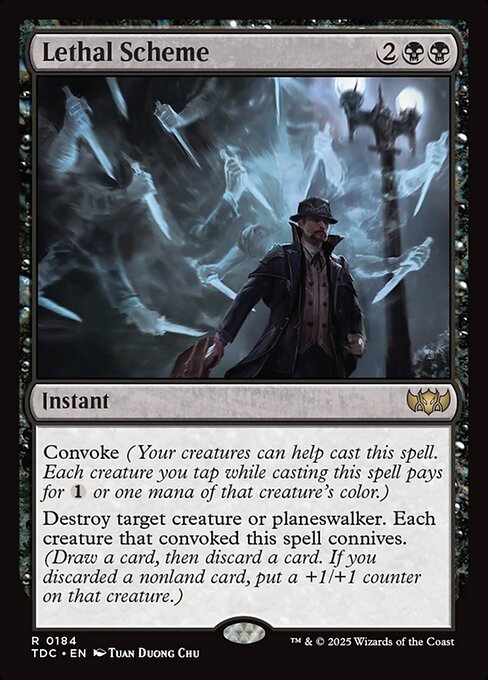 Lethal Scheme 2
Instant
Convoke (Your creatures can help cast this spell.
Each creature you tap while casting this spell pays
for 1 or one mana of that creature's color.)
Destroy target creature or planeswalker. Each
creature that convoked this spell connives.
(Draw a card, then discard a card. If you
discarded a nonland card, put a +1/+1 counter
on that creature.)
R 0184
™ & © 2025 Wizards of the Coast
TDC • EN Tuan Duong Chu